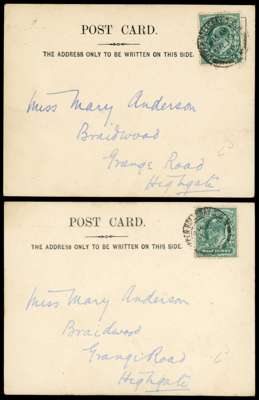 POST CARD.
THE ADDRESS ONLY TO BE WRITTEN ON THIS SIDE.
Miss Mary Anderson
Braidwood
Grange Road
Highgate
POST CARD.
THE ADDRESS ONLY TO BE WRITTEN ON THIS SIDE.
HALFPENNY
Miss Mary Anderson
Braidwood
Grange Road
Highgate